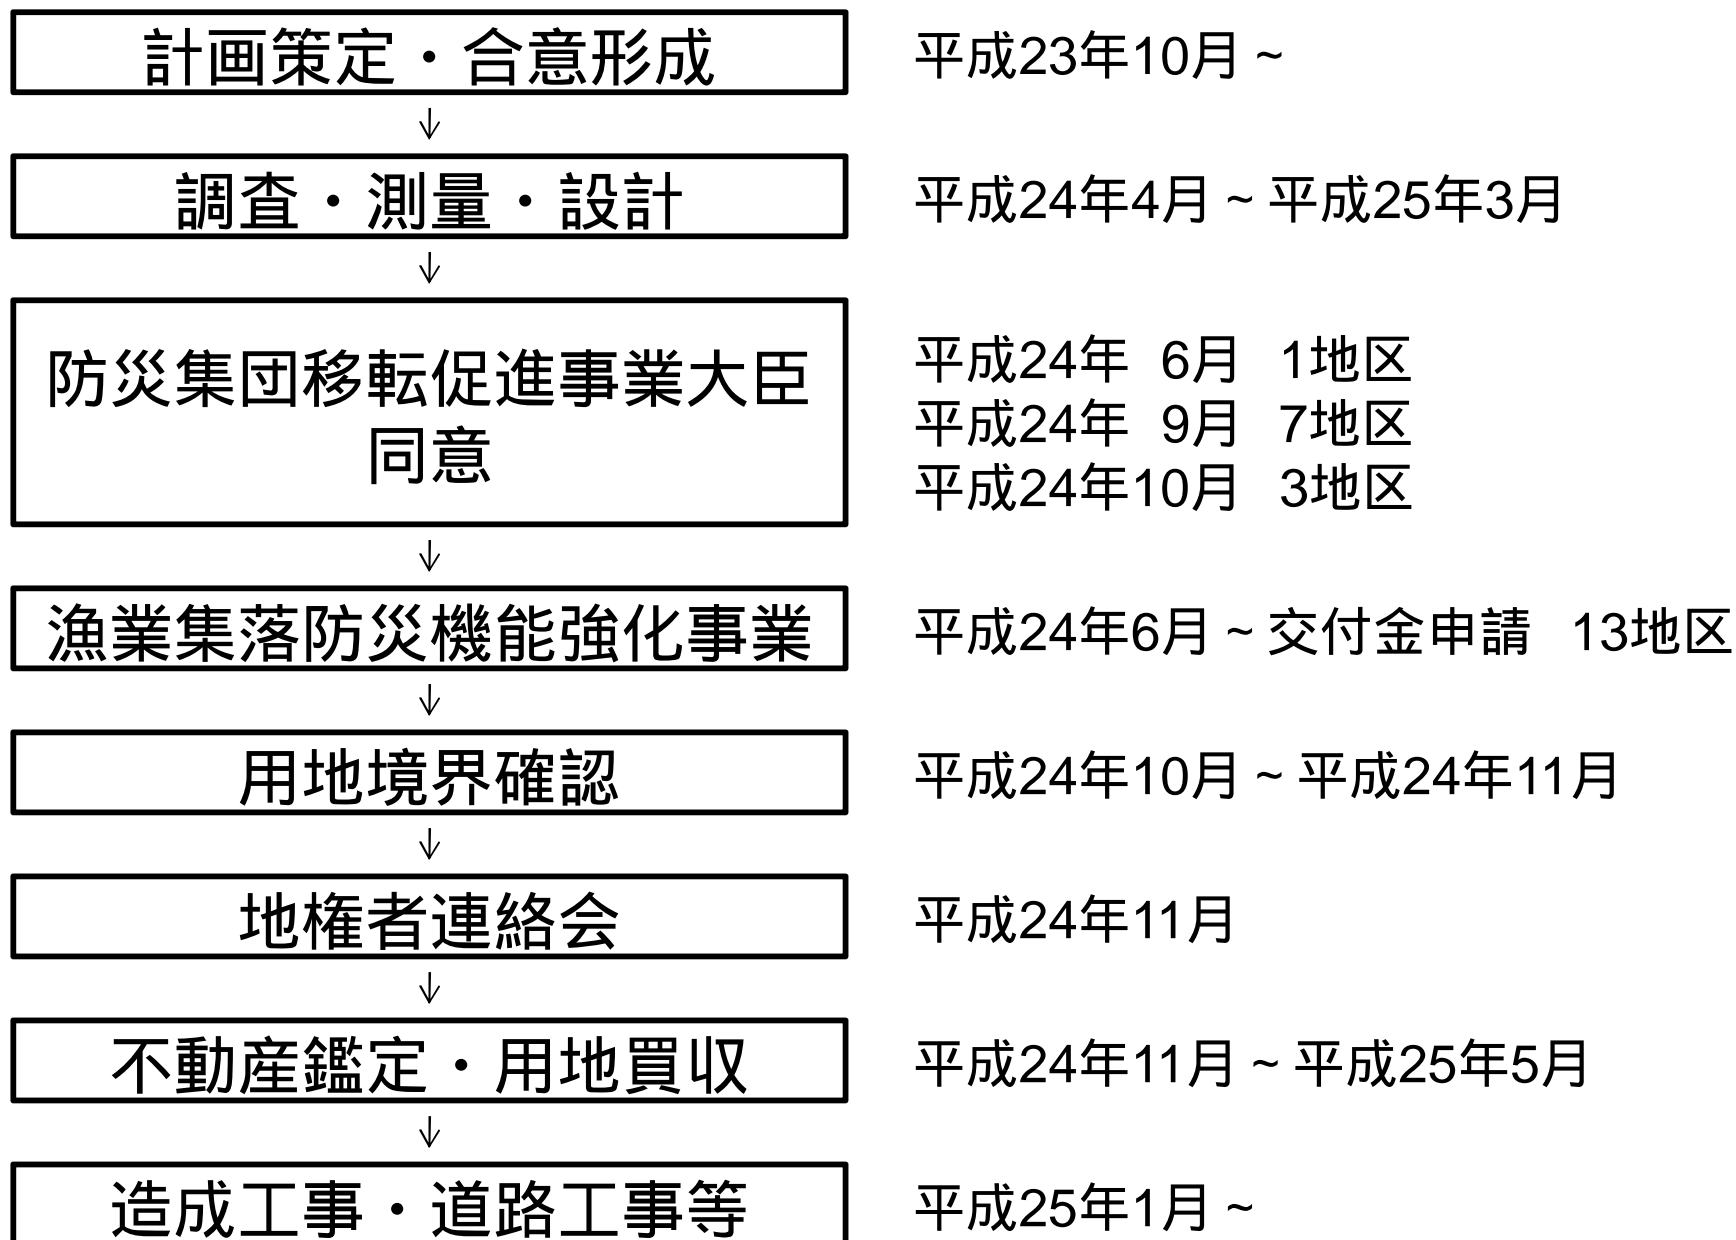 計画策定・合意形成　平成23年10月 ~
↓
調査・測量・設計　平成24年4月 ~ 平成25年3月
↓
防災集団移転促進事業大臣
同意
平成24年　6月　1地区
平成24年　9月　7地区
平成24年10月　3地区
↓
漁業集落防災機能強化事業　平成24年6月 ~ 交付金申請　13地区
↓
用地境界確認　平成24年10月 ~ 平成24年11月
↓
地権者連絡会　平成24年11月
↓
不動産鑑定・用地買収　平成24年11月 ~ 平成25年5月
↓
造成工事・道路工事等　平成25年1月 ~